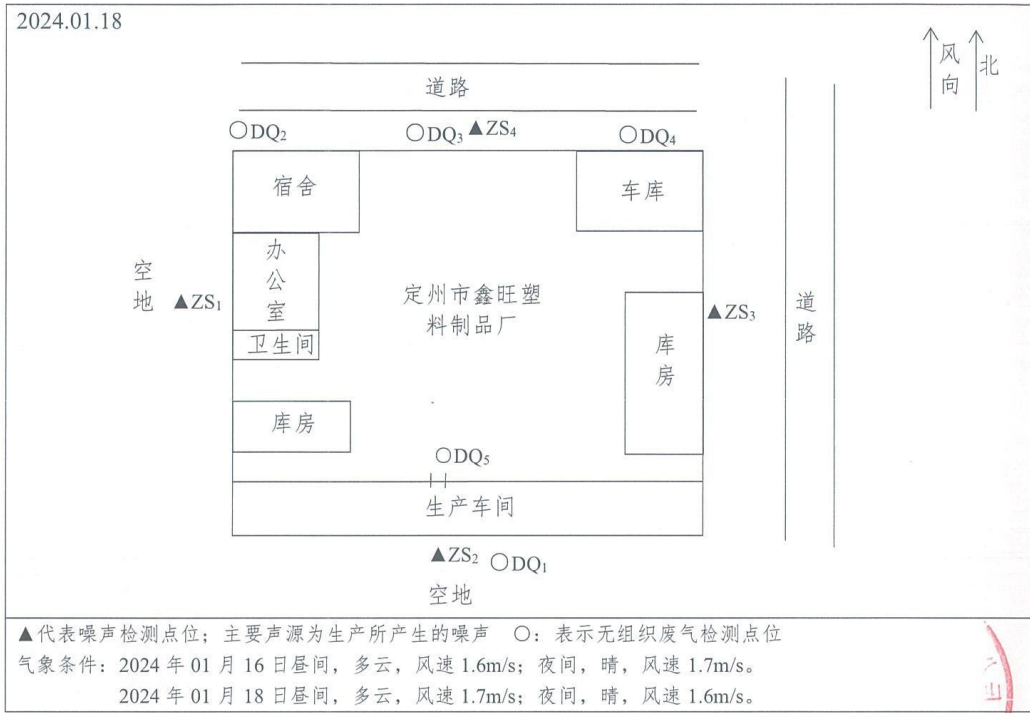 2024.01.18
风向
北
道路
○DQ₂
○DQ₃ ▲ZS₄
○DQ₄
宿舍
车库
办公室
空地
▲ZS₁
定州市鑫旺塑
料制品厂
▲ZS₃
道路
卫生间
库房
库房
○DQ₅
生产车间
▲ZS₂ ○DQ₁
空地
▲代表噪声检测点位；主要声源为生产所产生的噪声 ○：表示无组织废气检测点位
气象条件：2024 年 01 月 16 日昼间，多云，风速 1.6m/s；夜间，晴，风速 1.7m/s。
2024 年 01 月 18 日昼间，多云，风速 1.7m/s；夜间，晴，风速 1.6m/s。